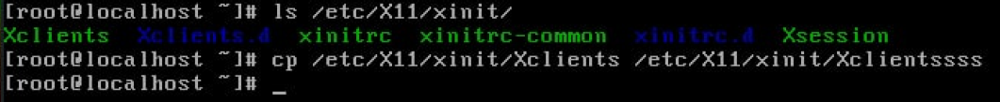 [root@localhost ~]# ls /etc/X11/xinit/
Xclients  Xclients.d  xinitrc  xinitrc-common  xinitrc.d  Xsession
[root@localhost ~]# cp /etc/X11/xinit/Xclients /etc/X11/xinit/Xclientssss
[root@localhost ~]# _